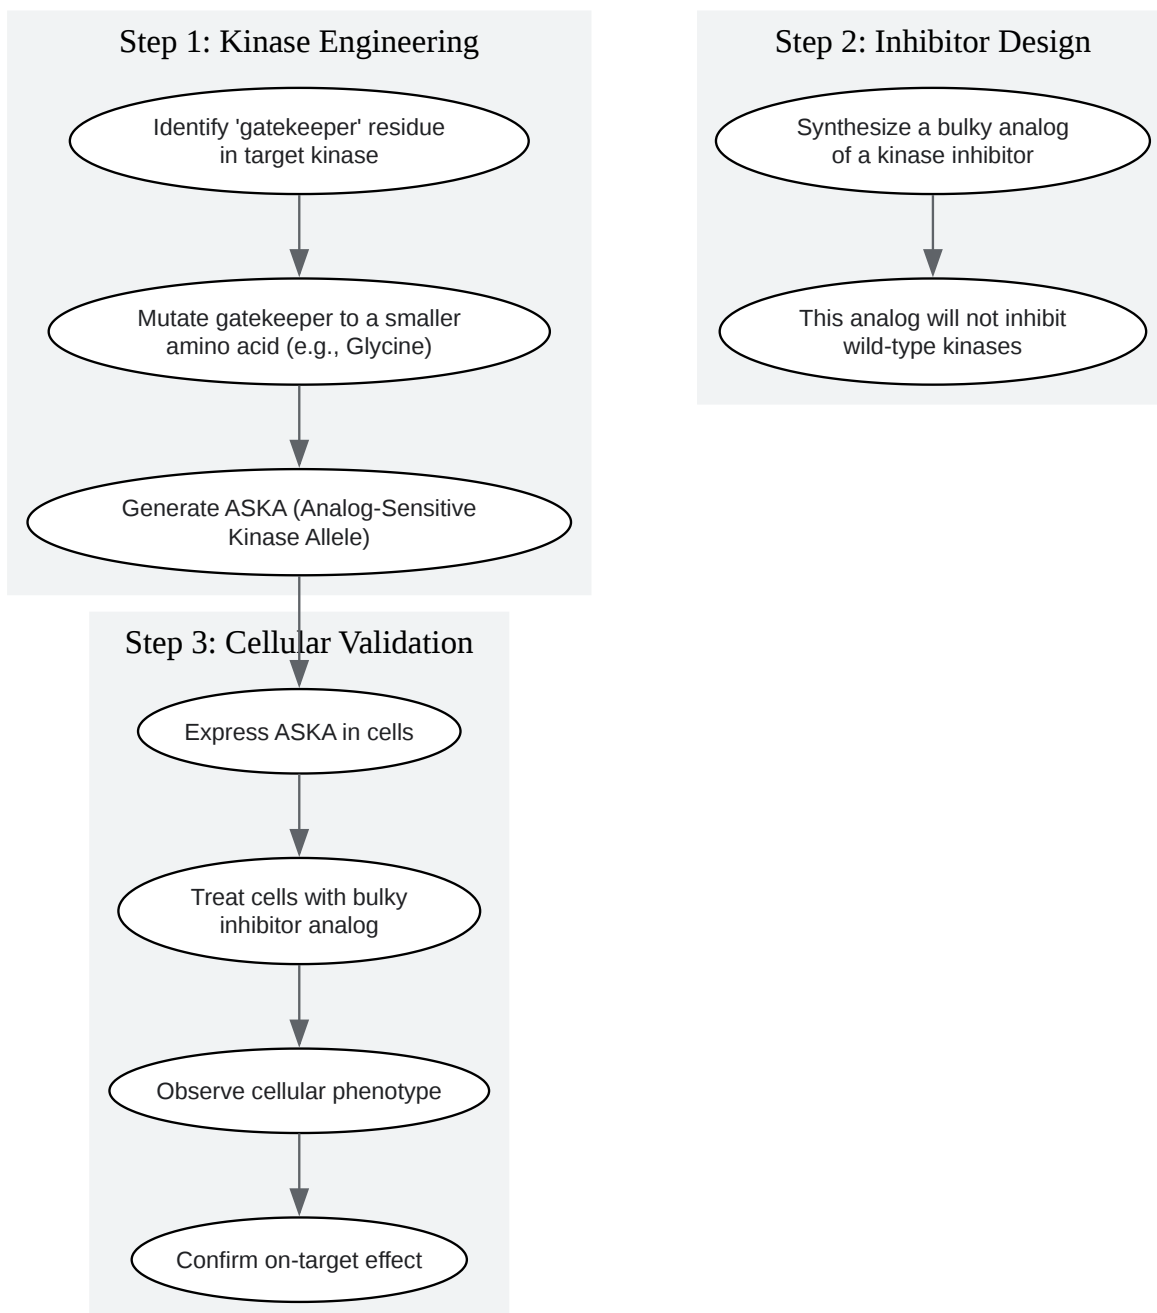 Step 1: Kinase Engineering
Identify 'gatekeeper' residue
in target kinase
Mutate gatekeeper to a smaller
amino acid (e.g., Glycine)
Generate ASKA (Analog-Sensitive
Kinase Allele)
Step 2: Inhibitor Design
Synthesize a bulky analog
of a kinase inhibitor
This analog will not inhibit
wild-type kinases
Step 3: Cellular Validation
Express ASKA in cells
Treat cells with bulky
inhibitor analog
Observe cellular phenotype
Confirm on-target effect